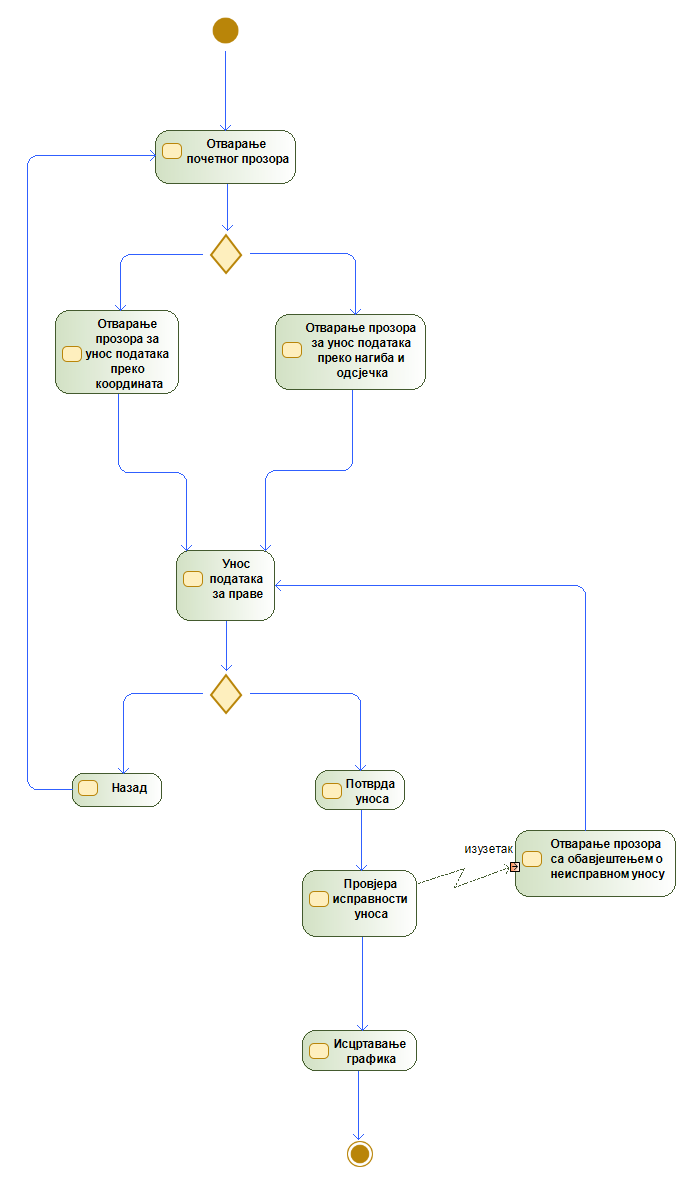 Отварање
почетног прозора
Отварање
прозора за
унос података
преко
координата
Отварање прозора
за унос података
преко нагиба и
одсјечка
Унос
података
за праве
Назад
Потврда
уноса
изузетак
Отварање прозора
са обавјештењем о
неисправном уносу
Провјера
исправности
уноса
Исцртавање
графика